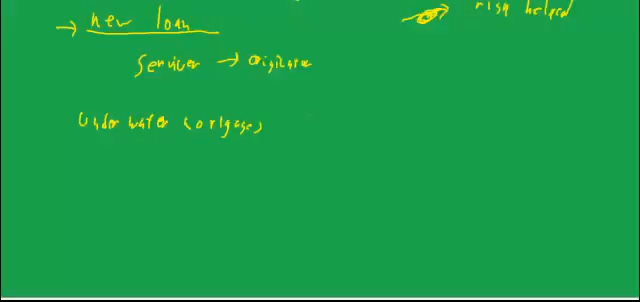 → new loan
risk helped
servicer → originator
underwater mortgages